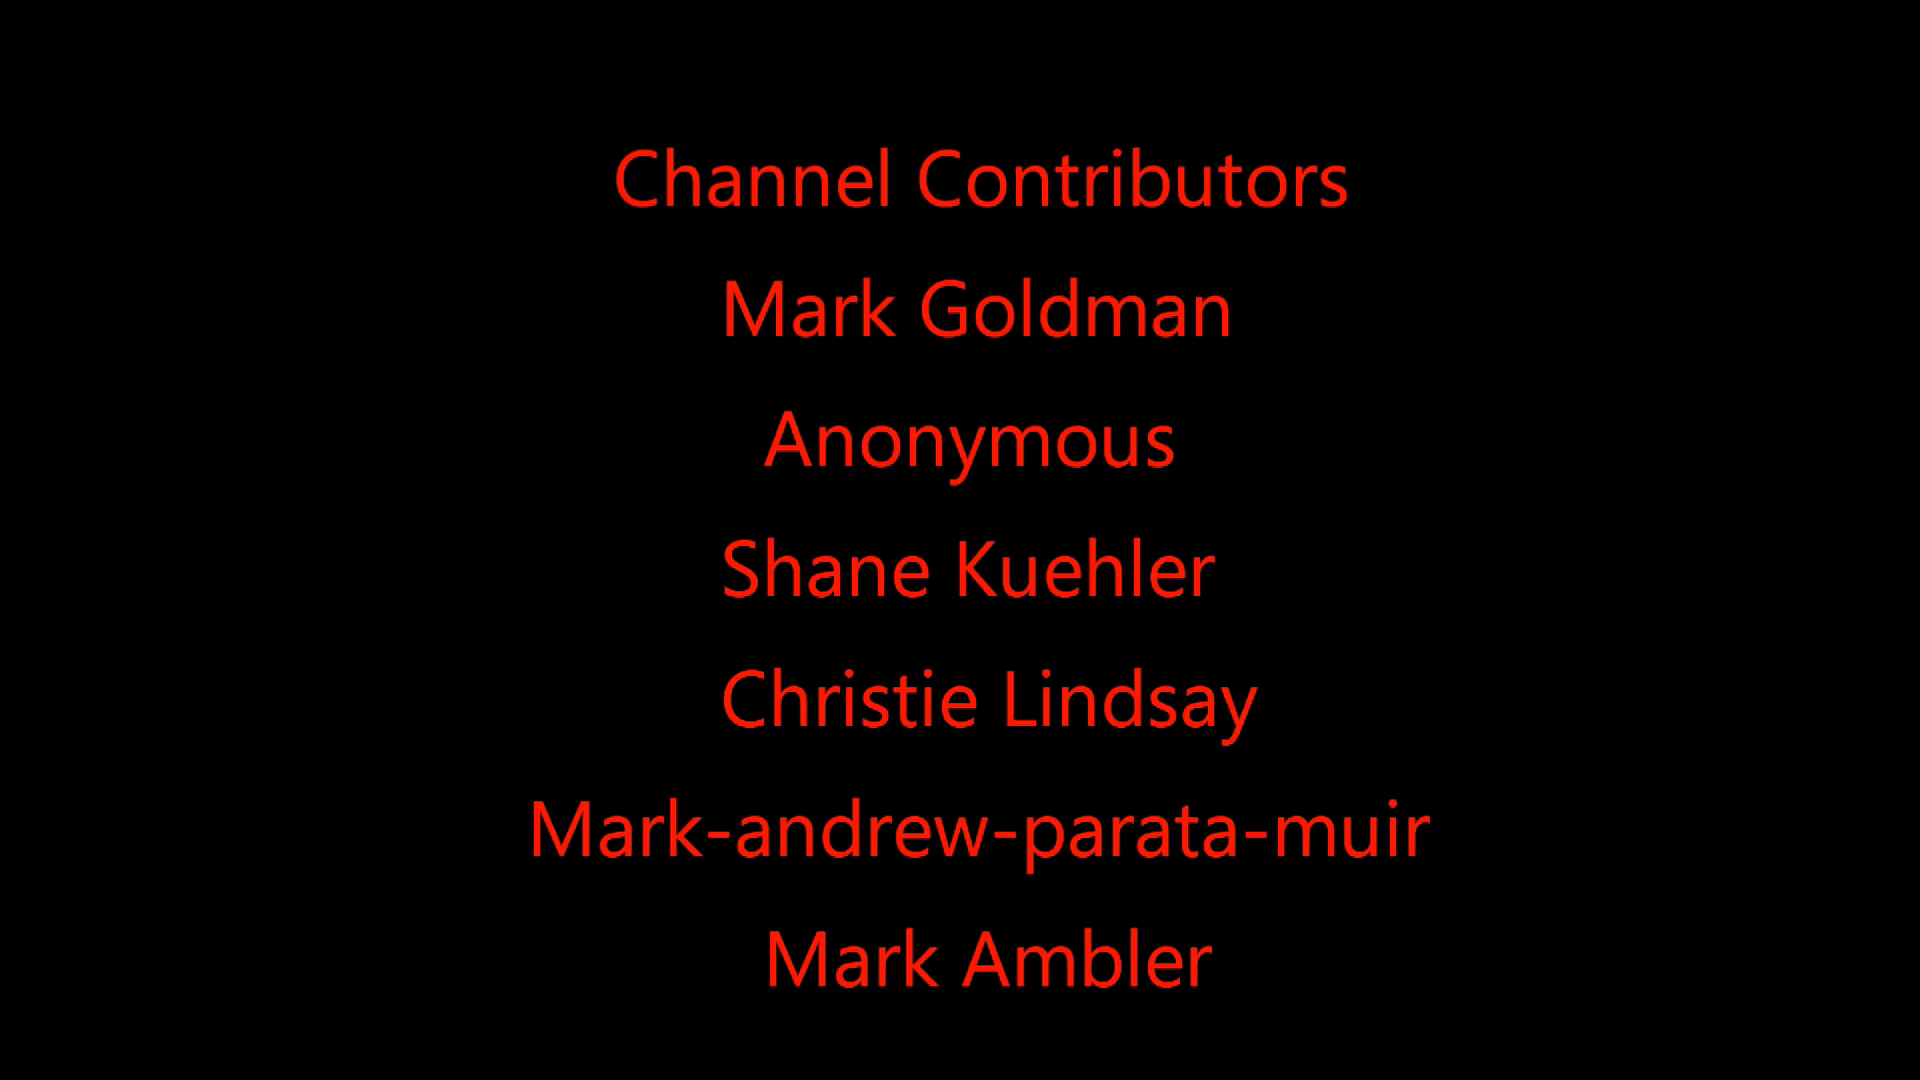 Channel Contributors
Mark Goldman
Anonymous
Shane Kuehler
Christie Lindsay
Mark-andrew-parata-muir
Mark Ambler